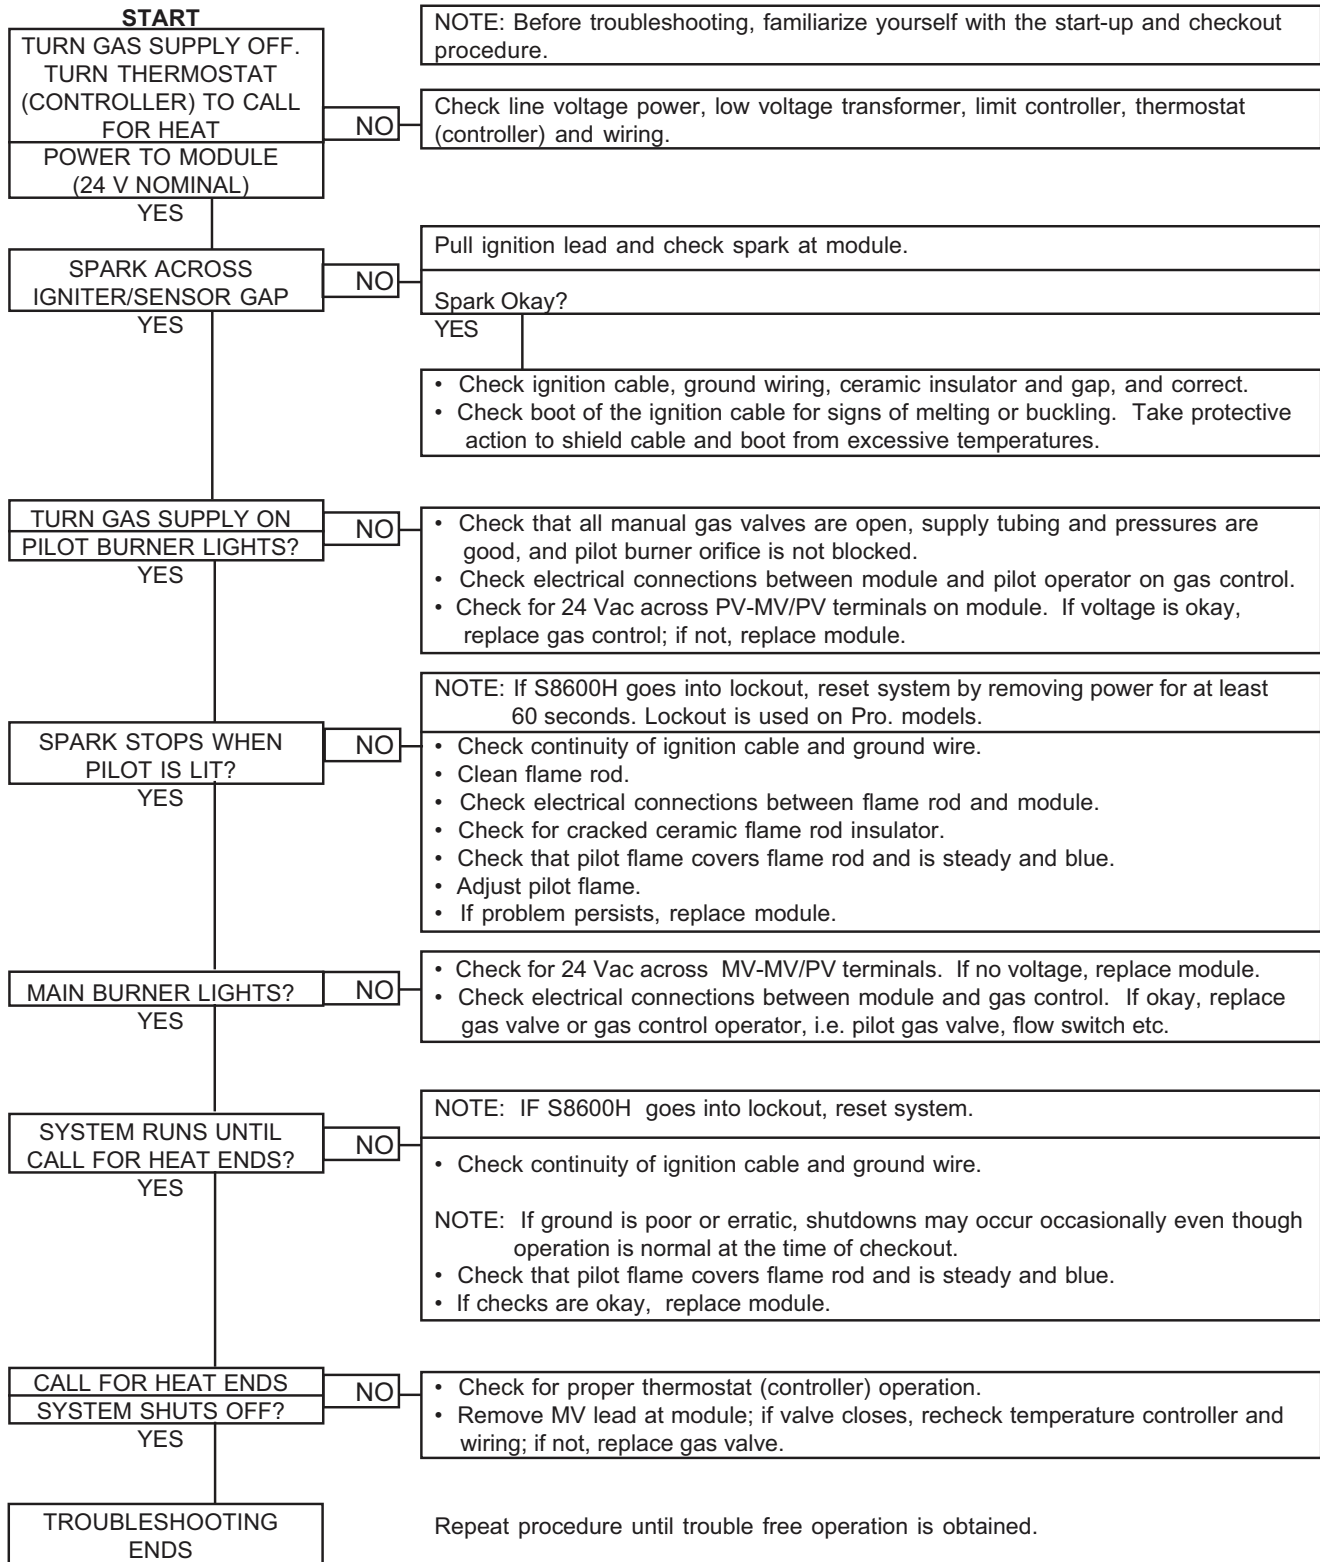 START
TURN GAS SUPPLY OFF.
TURN THERMOSTAT
(CONTROLLER) TO CALL
FOR HEAT
POWER TO MODULE
(24 V NOMINAL)
YES
NOTE: Before troubleshooting, familiarize yourself with the start-up and checkout
procedure.
NO
Check line voltage power, low voltage transformer, limit controller, thermostat
(controller) and wiring.
SPARK ACROSS
IGNITER/SENSOR GAP
YES
NO
Pull ignition lead and check spark at module.
Spark Okay?
YES
• Check ignition cable, ground wiring, ceramic insulator and gap, and correct.
• Check boot of the ignition cable for signs of melting or buckling. Take protective
action to shield cable and boot from excessive temperatures.
TURN GAS SUPPLY ON
PILOT BURNER LIGHTS?
YES
NO
• Check that all manual gas valves are open, supply tubing and pressures are
good, and pilot burner orifice is not blocked.
• Check electrical connections between module and pilot operator on gas control.
• Check for 24 Vac across PV-MV/PV terminals on module. If voltage is okay,
replace gas control; if not, replace module.
SPARK STOPS WHEN
PILOT IS LIT?
YES
NO
NOTE: If S8600H goes into lockout, reset system by removing power for at least
60 seconds. Lockout is used on Pro. models.
• Check continuity of ignition cable and ground wire.
• Clean flame rod.
• Check electrical connections between flame rod and module.
• Check for cracked ceramic flame rod insulator.
• Check that pilot flame covers flame rod and is steady and blue.
• Adjust pilot flame.
• If problem persists, replace module.
MAIN BURNER LIGHTS?
YES
NO
• Check for 24 Vac across MV-MV/PV terminals. If no voltage, replace module.
• Check electrical connections between module and gas control. If okay, replace
gas valve or gas control operator, i.e. pilot gas valve, flow switch etc.
SYSTEM RUNS UNTIL
CALL FOR HEAT ENDS?
YES
NO
NOTE: IF S8600H goes into lockout, reset system.
• Check continuity of ignition cable and ground wire.
NOTE: If ground is poor or erratic, shutdowns may occur occasionally even though
operation is normal at the time of checkout.
• Check that pilot flame covers flame rod and is steady and blue.
• If checks are okay, replace module.
CALL FOR HEAT ENDS
SYSTEM SHUTS OFF?
YES
NO
• Check for proper thermostat (controller) operation.
• Remove MV lead at module; if valve closes, recheck temperature controller and
wiring; if not, replace gas valve.
TROUBLESHOOTING
ENDS
Repeat procedure until trouble free operation is obtained.